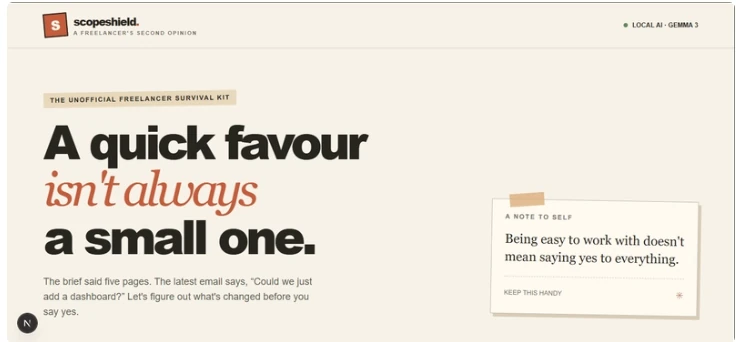 S
scopeshield.
A FREELANCER'S SECOND OPINION
LOCAL AI · GEMMA 3
THE UNOFFICIAL FREELANCER SURVIVAL KIT
A quick favour
isn't always
a small one.
The brief said five pages. The latest email says, "Could we just
add a dashboard?" Let's figure out what's changed before you
say yes.
A NOTE TO SELF
Being easy to work with doesn't
mean saying yes to everything.
KEEP THIS HANDY
N